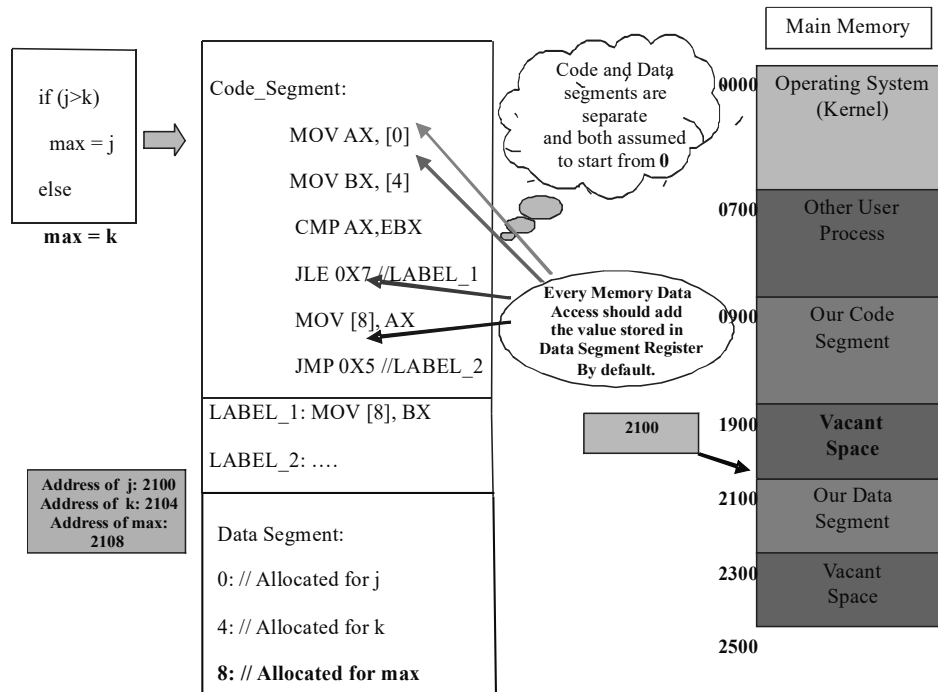 if (j>k)
max = j
else
max = k
Code_Segment:
MOV AX, [0]
MOV BX, [4]
CMP AX,EBX
JLE 0X7 //LABEL_1
MOV [8], AX
JMP 0X5 //LABEL_2
LABEL_1: MOV [8], BX
LABEL_2: ….
Data Segment:
0: // Allocated for j
4: // Allocated for k
8: // Allocated for max
Address of j: 2100
Address of k: 2104
Address of max:
2108
Code and Data
segments are
separate
and both assumed
to start from 0
Every Memory Data
Access should add
the value stored in
Data Segment Register
By default.
2100
Main Memory
0000
Operating System
(Kernel)
0700
Other User
Process
0900
Our Code
Segment
1900
Vacant
Space
2100
Our Data
Segment
2300
Vacant
Space
2500